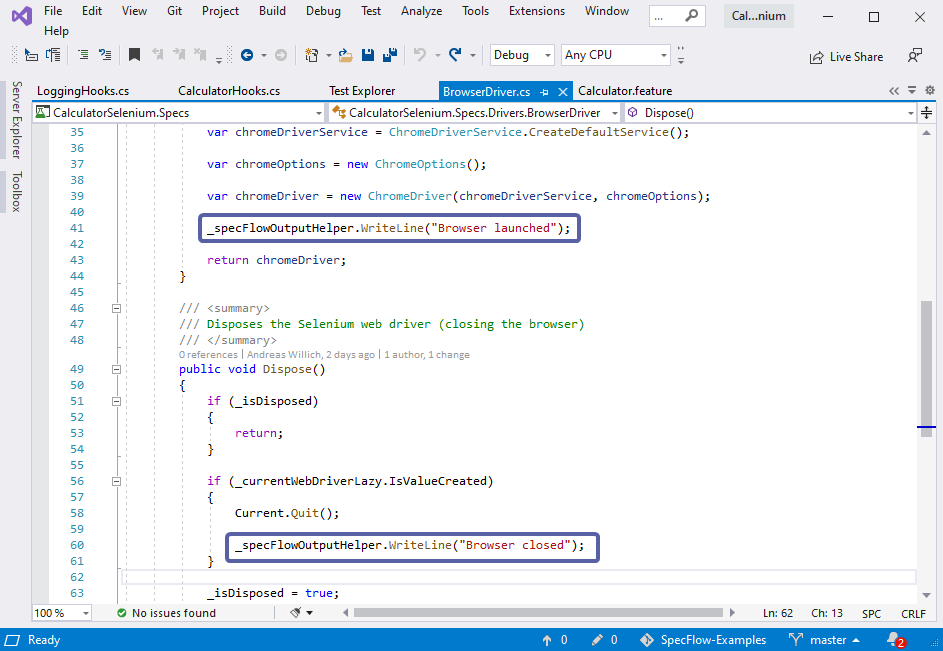 File Edit View Git Project Build Debug Test Analyze Tools Extensions Window ... Cal...nium
Help
Debug Any CPU Live Share
LoggingHooks.cs CalculatorHooks.cs Test Explorer BrowserDriver.cs Calculator.feature
CalculatorSelenium.Specs CalculatorSelenium.Specs.Drivers.BrowserDriver Dispose()
Server Explorer
Toolbox
35 var chromeDriverService = ChromeDriverService.CreateDefaultService();
36
37 var chromeOptions = new ChromeOptions();
38
39 var chromeDriver = new ChromeDriver(chromeDriverService, chromeOptions);
40
41 _specFlowOutputHelper.WriteLine("Browser launched");
42
43 return chromeDriver;
44 }
45
46 /// <summary>
47 /// Disposes the Selenium web driver (closing the browser)
48 /// </summary>
0 references | Andreas Willich, 2 days ago | 1 author, 1 change
49 public void Dispose()
50 {
51 if (_isDisposed)
52 {
53 return;
54 }
55
56 if (_currentWebDriverLazy.IsValueCreated)
57 {
58 Current.Quit();
59
60 _specFlowOutputHelper.WriteLine("Browser closed");
61 }
62
63 _isDisposed = true;
100 % No issues found Ln: 62 Ch: 13 SPC CRLF
Ready 0 0 SpecFlow-Examples master 2